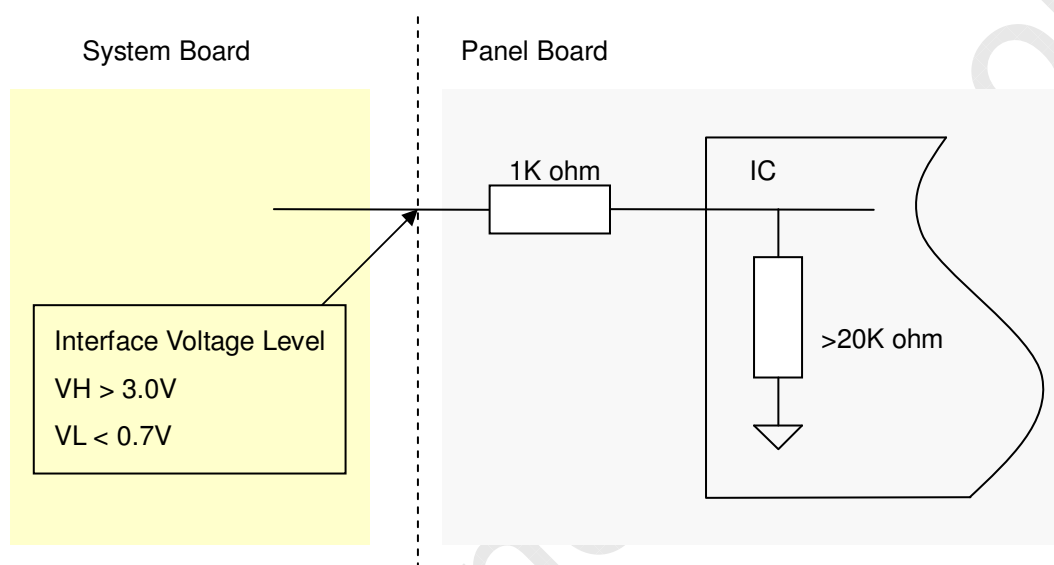 System Board
Panel Board
1K ohm
IC
Interface Voltage Level
VH > 3.0V
VL < 0.7V
>20K ohm